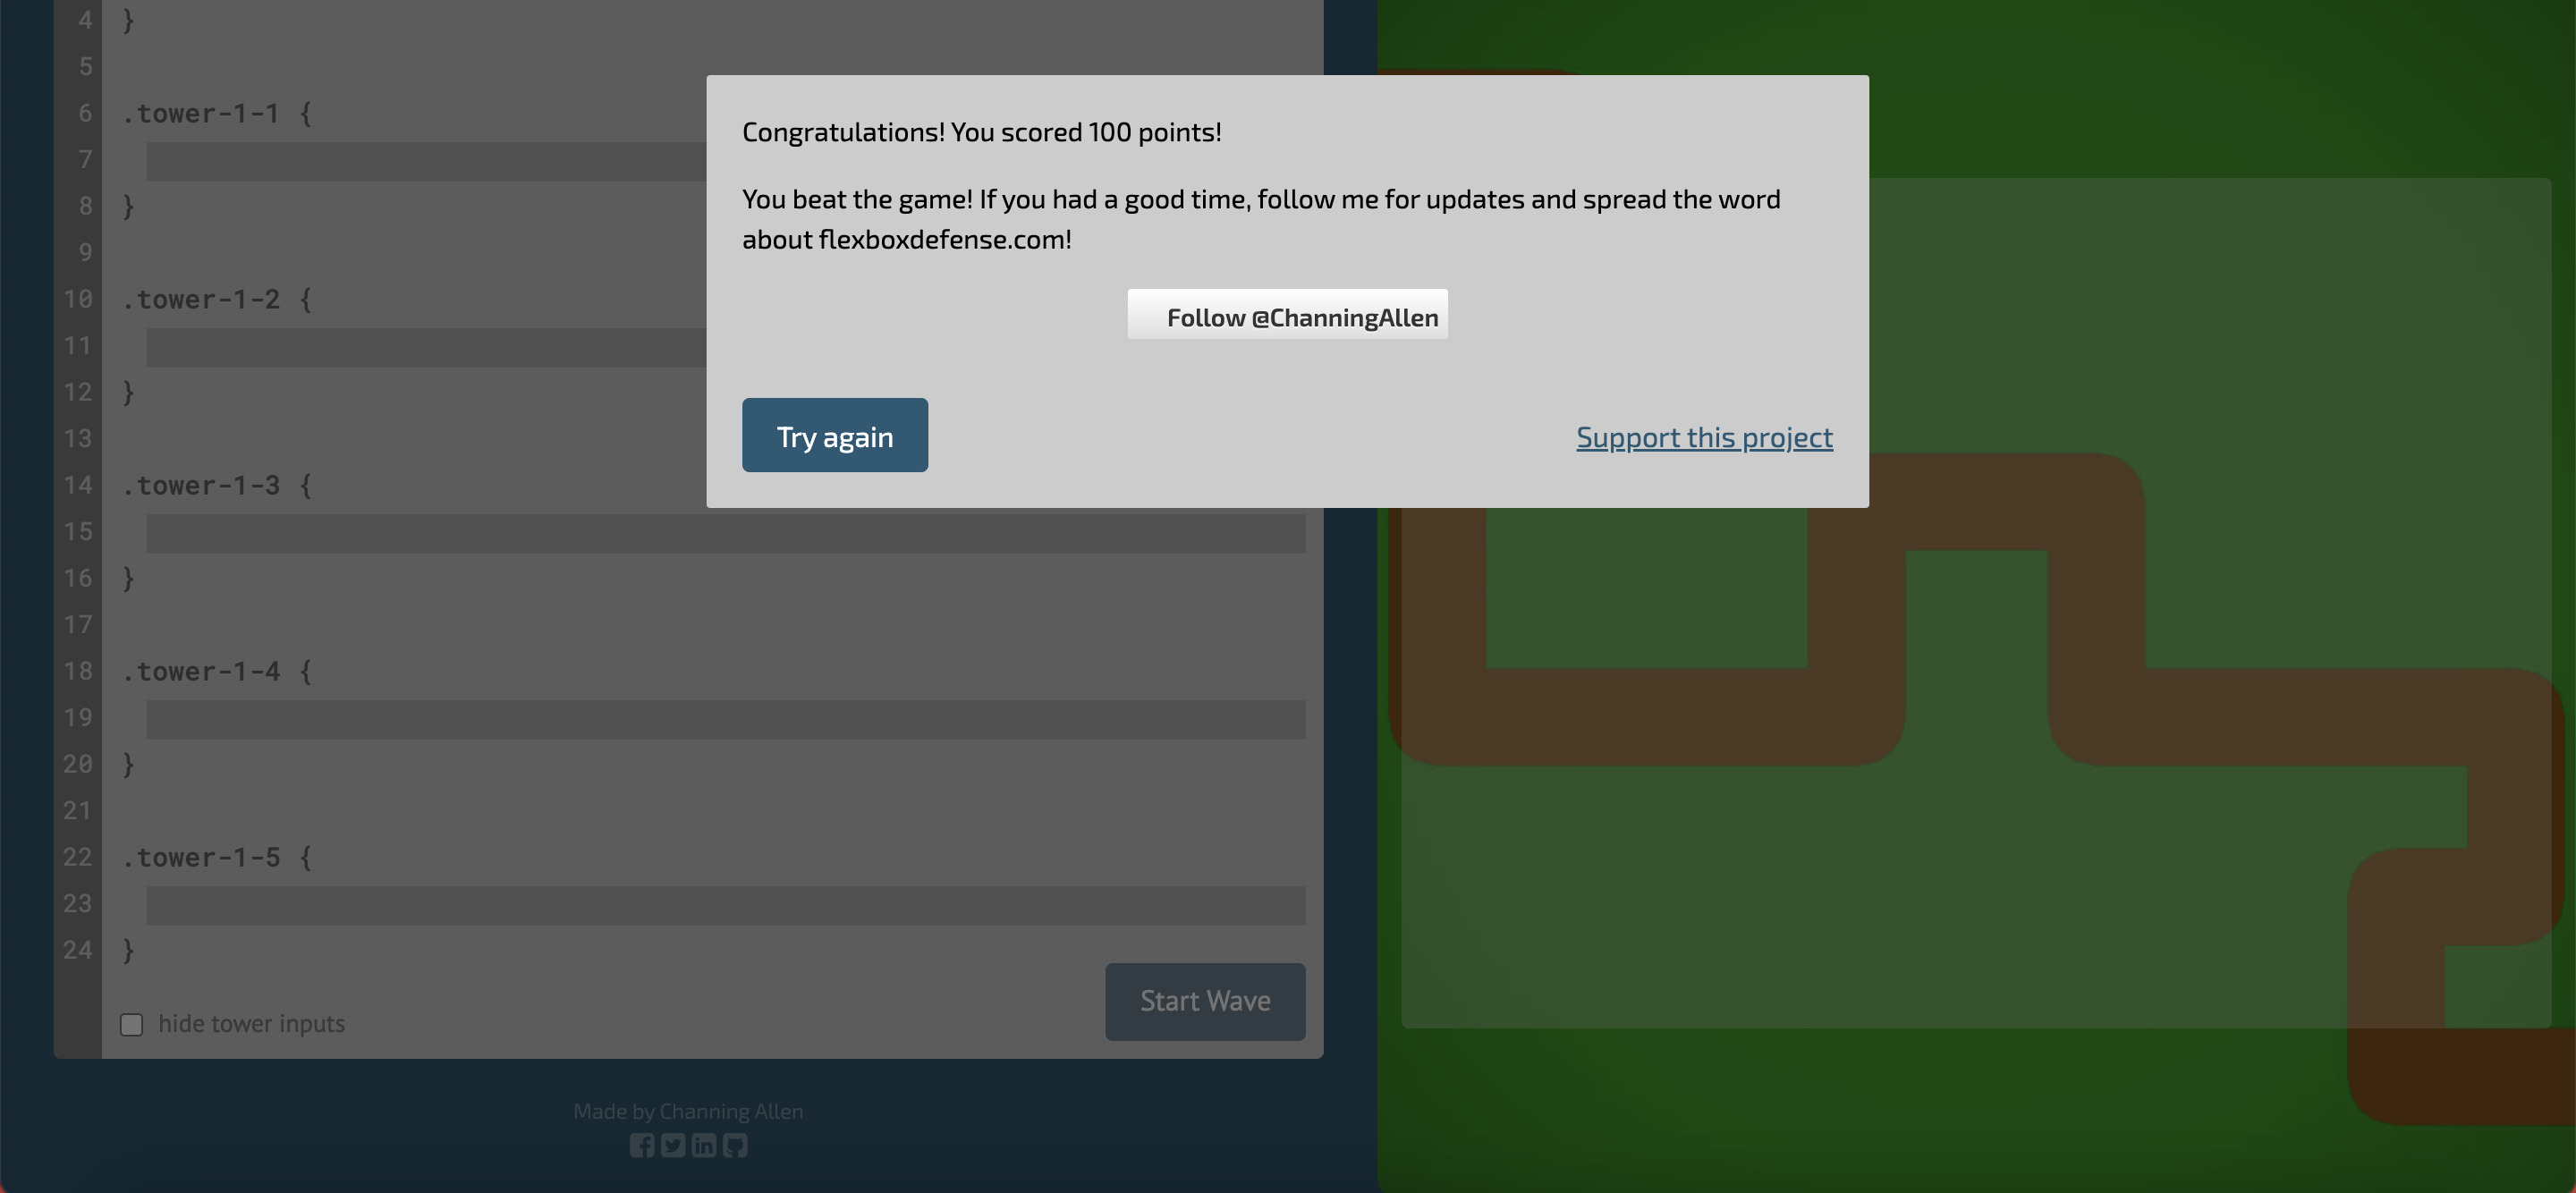 4 }
5
6 .tower-1-1 {
7
8 }
9
10 .tower-1-2 {
11
12 }
13
14 .tower-1-3 {
15
16 }
17
18 .tower-1-4 {
19
20 }
21
22 .tower-1-5 {
23
24 }
hide tower inputs
Start Wave
Made by Channing Allen
Congratulations! You scored 100 points!
You beat the game! If you had a good time, follow me for updates and spread the word
about flexboxdefense.com!
Follow @ChanningAllen
Try again
Support this project